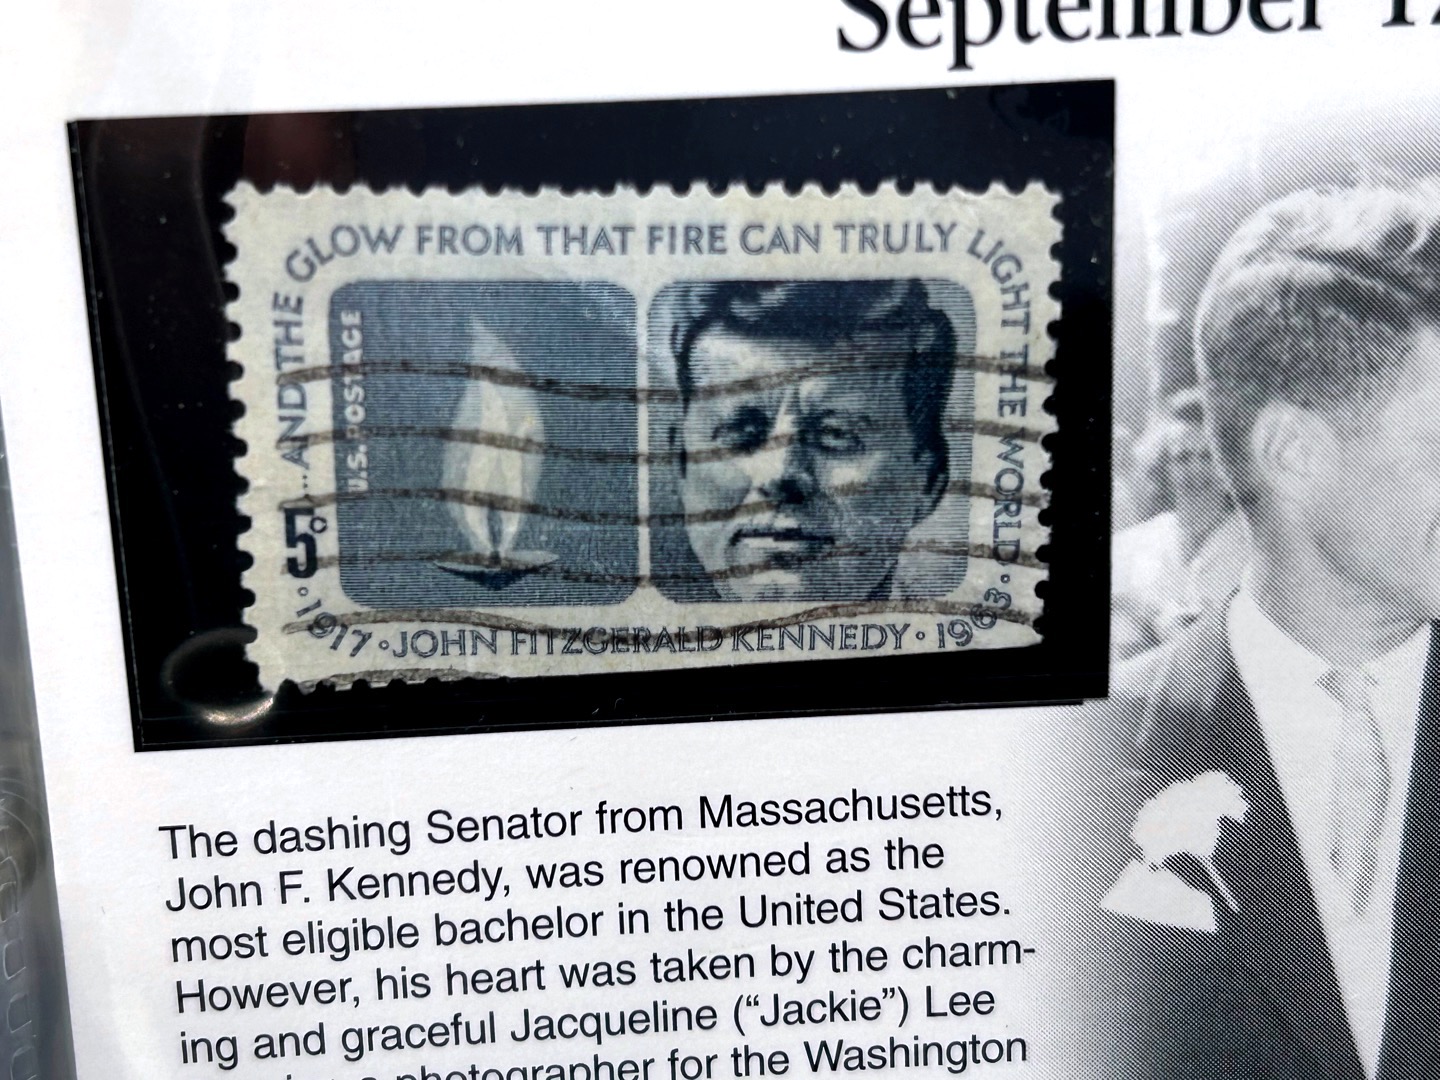 September
...AND THE GLOW FROM THAT FIRE CAN TRULY LIGHT THE WORLD·
U.S. POSTAGE
5c
·1917·JOHN FITZGERALD KENNEDY·1963
The dashing Senator from Massachusetts,
John F. Kennedy, was renowned as the
most eligible bachelor in the United States.
However, his heart was taken by the charm-
ing and graceful Jacqueline (“Jackie”) Lee
photographer for the Washington